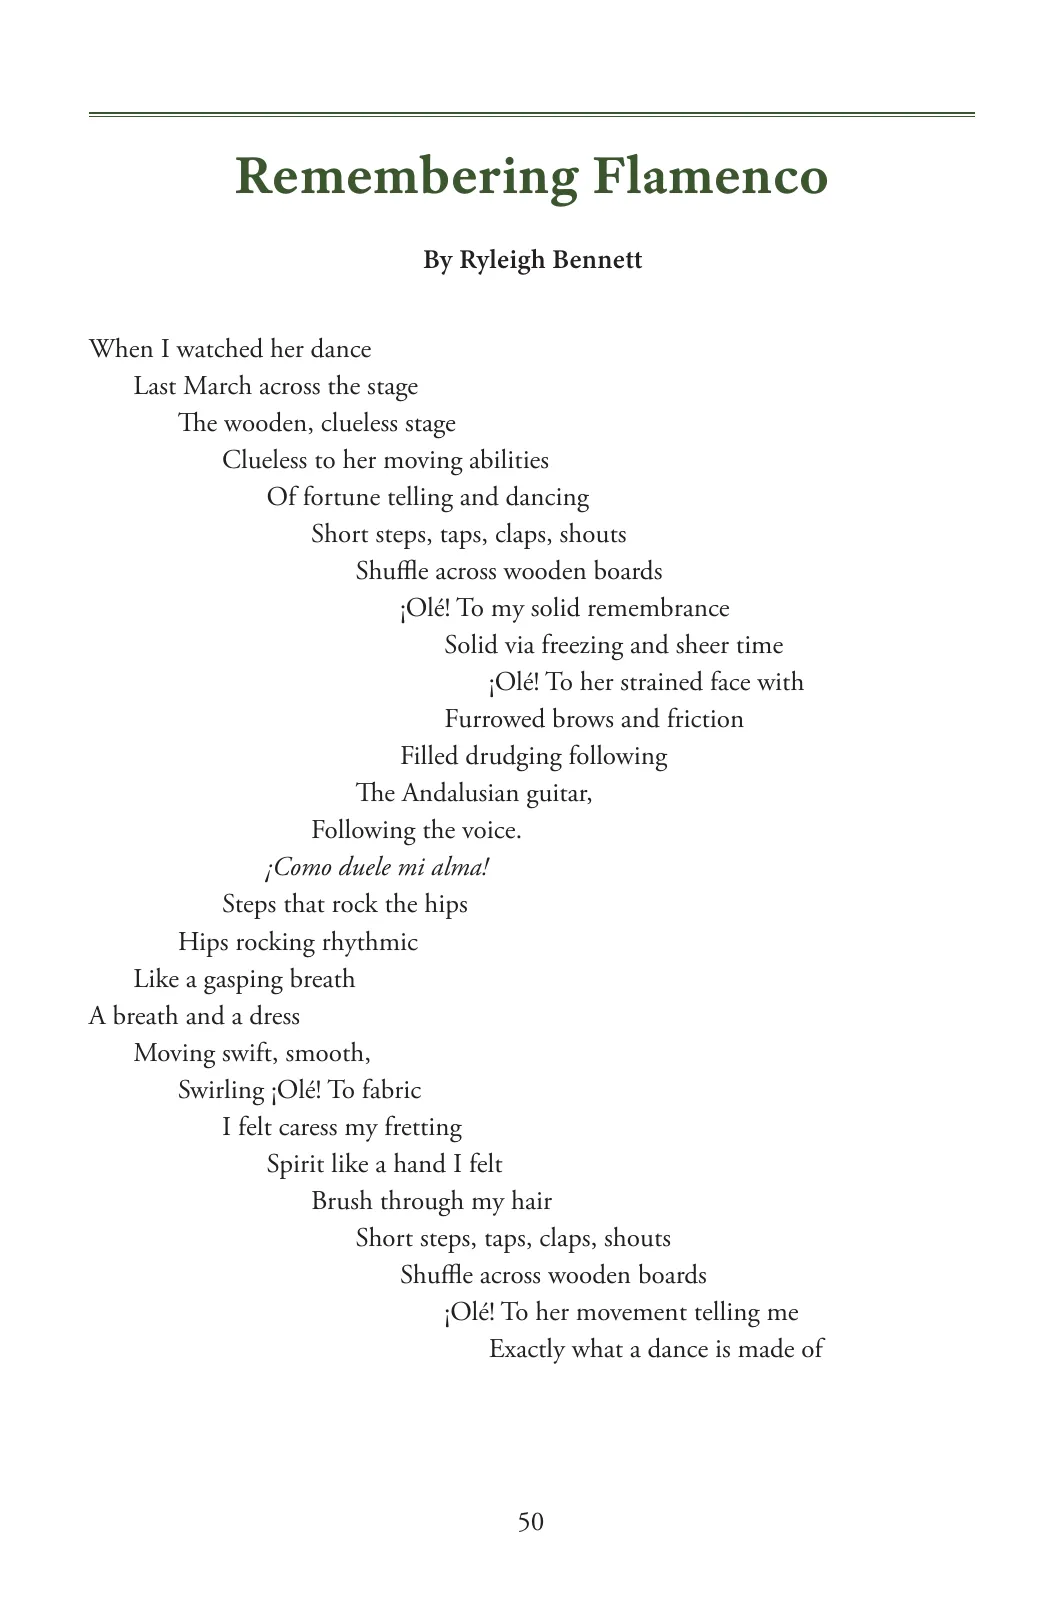 Remembering Flamenco
By Ryleigh Bennett
When I watched her dance
Last March across the stage
The wooden, clueless stage
Clueless to her moving abilities
Of fortune telling and dancing
Short steps, taps, claps, shouts
Shuffle across wooden boards
¡Olé! To my solid remembrance
Solid via freezing and sheer time
¡Olé! To her strained face with
Furrowed brows and friction
Filled drudging following
The Andalusian guitar,
Following the voice.
¡Como duele mi alma!
Steps that rock the hips
Hips rocking rhythmic
Like a gasping breath
A breath and a dress
Moving swift, smooth,
Swirling ¡Olé! To fabric
I felt caress my fretting
Spirit like a hand I felt
Brush through my hair
Short steps, taps, claps, shouts
Shuffle across wooden boards
¡Olé! To her movement telling me
Exactly what a dance is made of
50